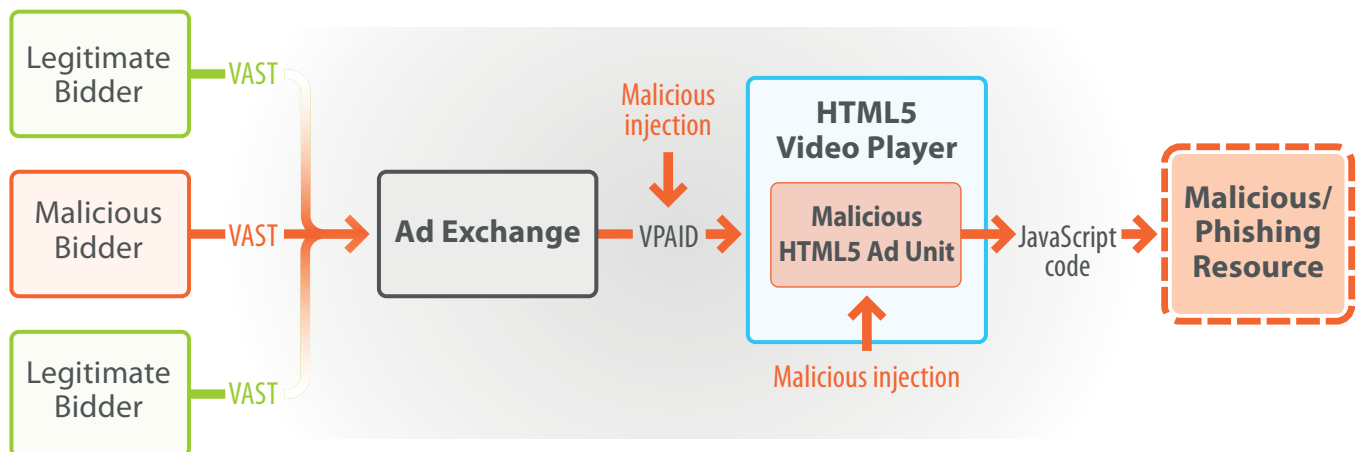 Legitimate
Bidder
VAST
Malicious
Bidder
VAST
Legitimate
Bidder
VAST
Ad Exchange
Malicious
injection
VPAID
HTML5
Video Player
Malicious
HTML5 Ad Unit
Malicious injection
JavaScript
code
Malicious/
Phishing
Resource